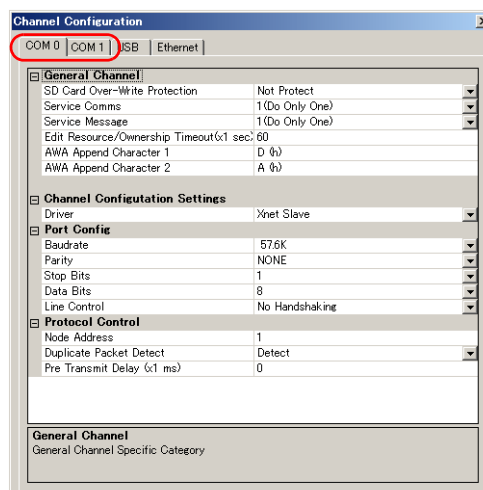 Channel Configuration
COM 0 COM 1 USB Ethernet
General Channel
SD Card Over-Write Protection Not Protect
Service Comms 1(Do Only One)
Service Message 1(Do Only One)
Edit Resource/Ownership Timeout(x1 sec) 60
AWA Append Character 1 D (h)
AWA Append Character 2 A (h)
Channel Configutation Settings
Driver Xnet Slave
Port Config
Baudrate 57.6K
Parity NONE
Stop Bits 1
Data Bits 8
Line Control No Handshaking
Protocol Control
Node Address 1
Duplicate Packet Detect Detect
Pre Transmit Delay (x1 ms) 0
General Channel
General Channel Specific Category